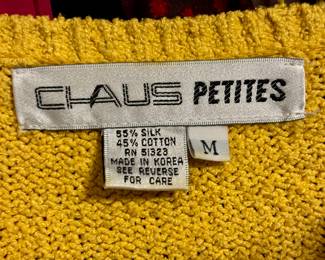 CHAUS PETITES
55% SILK
45% COTTON
RN 51323
MADE IN KOREA
SEE REVERSE
FOR CARE
M